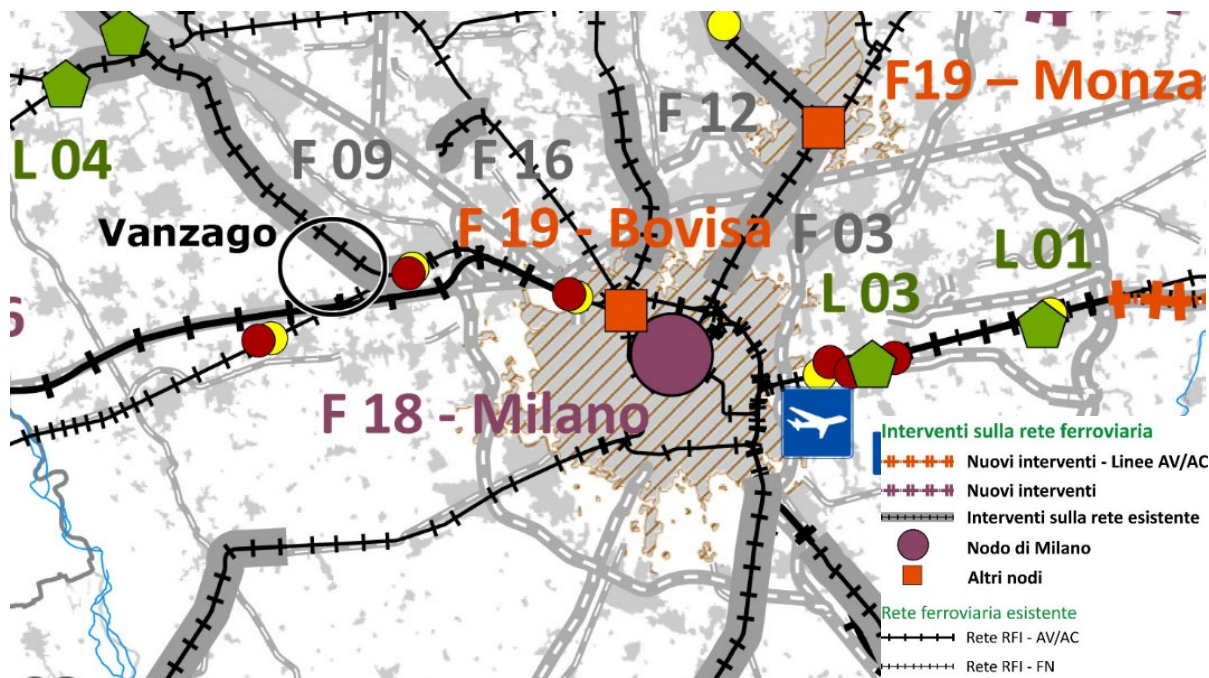 F19 – Monza
F 12
L 04
F 09
F 16
Vanzago
F 19 - Bovisa
F 03
L 01
L 03
6
F 18 - Milano
Interventi sulla rete ferroviaria
Nuovi interventi - Linee AV/AC
Nuovi interventi
Interventi sulla rete esistente
Nodo di Milano
Altri nodi
Rete ferroviaria esistente
Rete RFI - AV/AC
Rete RFI - FN